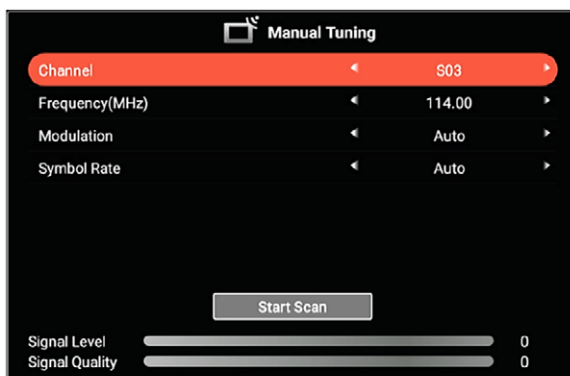 Manual Tuning
Channel S03
Frequency(MHz) 114.00
Modulation Auto
Symbol Rate Auto
Start Scan
Signal Level 0
Signal Quality 0